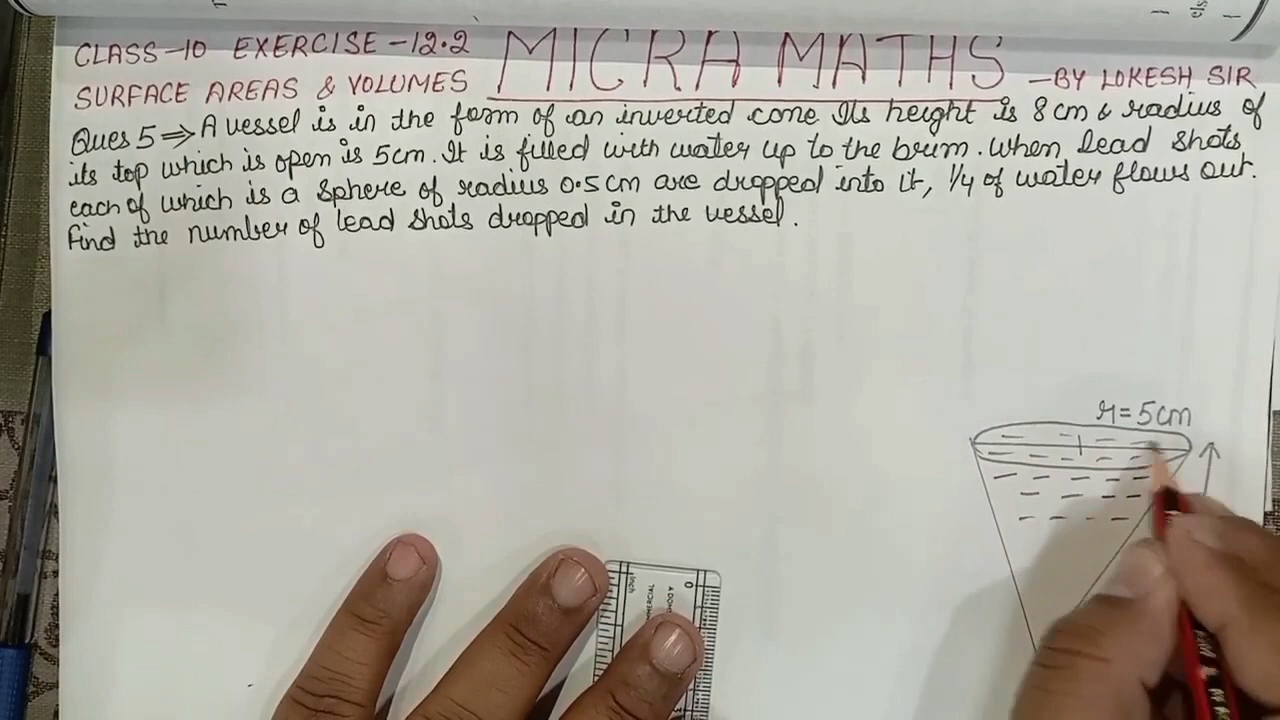 CLASS-10 EXERCISE-12.2 MICRA MATHS
SURFACE AREAS & VOLUMES - BY LOKESH SIR
Ques 5 ⇒ A vessel is in the form of an inverted cone Its height is 8 cm & radius of
its top which is open is 5cm. It is filled with water up to the brim. When lead shots
each of which is a sphere of radius 0.5 cm are dropped into it, 1/4 of water flows out.
Find the number of lead shots dropped in the vessel.
r=5cm
inch
0